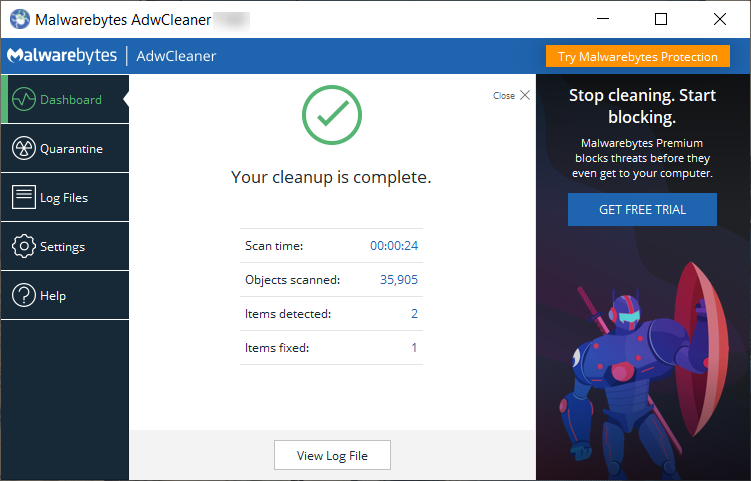 Malwarebytes AdwCleaner
Malwarebytes | AdwCleaner
Try Malwarebytes Protection
Dashboard
Quarantine
Log Files
Settings
Help
Close
Your cleanup is complete.
Scan time: 00:00:24
Objects scanned: 35,905
Items detected: 2
Items fixed: 1
View Log File
Stop cleaning. Start
blocking.
Malwarebytes Premium
blocks threats before they
even get to your computer.
GET FREE TRIAL